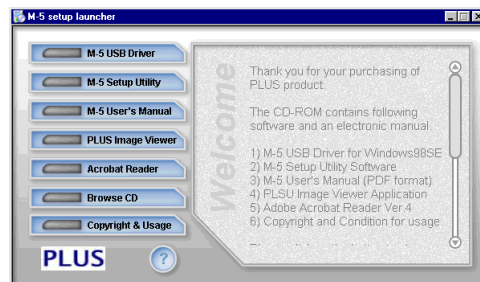 M-5 setup launcher
M-5 USB Driver
M-5 Setup Utility
M-5 User's Manual
PLUS Image Viewer
Acrobat Reader
Browse CD
Copyright & Usage
PLUS
?
Welcome
Thank you for your purchasing of
PLUS product.
The CD-ROM contains following
software and an electronic manual.
1) M-5 USB Driver for Windows98SE
2) M-5 Setup Utility Software
3) M-5 User's Manual (PDF format)
4) PLSU Image Viewer Application
5) Adobe Acrobat Reader Ver 4
6) Copyright and Condition for usage